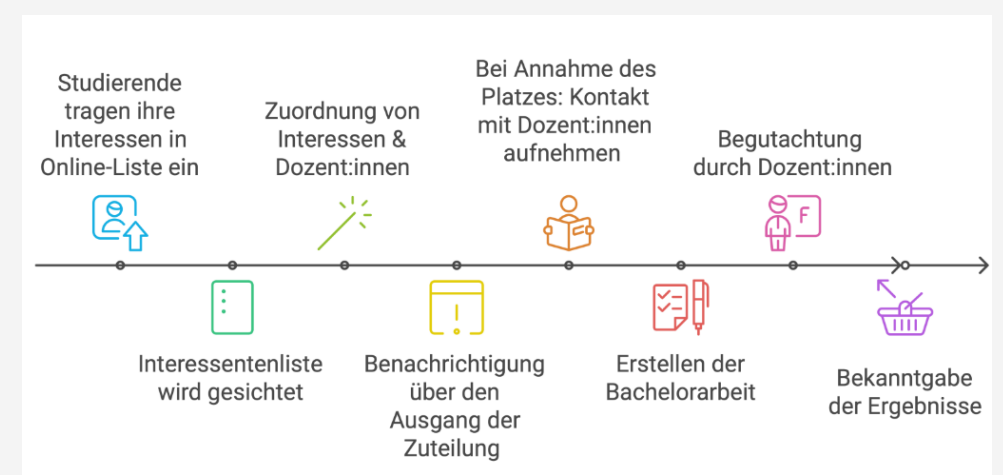 Studierende
tragen ihre
Interessen in
Online-Liste ein
Interessentenliste
wird gesichtet
Zuordnung von
Interessen &
Dozent:innen
Benachrichtigung
über den
Ausgang der
Zuteilung
Bei Annahme des
Platzes: Kontakt
mit Dozent:innen
aufnehmen
Erstellen der
Bachelorarbeit
Begutachtung
durch Dozent:innen
F
Bekanntgabe
der Ergebnisse